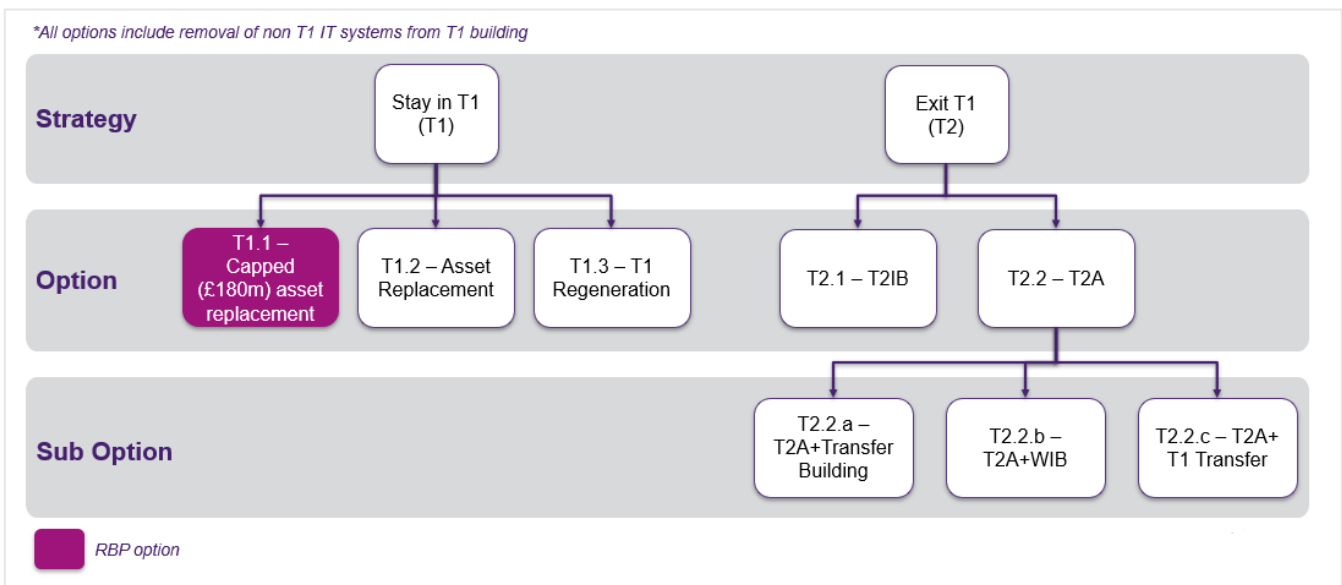 *All options include removal of non T1 IT systems from T1 building
Strategy
Stay in T1
(T1)
Exit T1
(T2)
Option
T1.1 –
Capped
(£180m) asset
replacement
T1.2 – Asset
Replacement
T1.3 – T1
Regeneration
T2.1 – T2IB
T2.2 – T2A
Sub Option
T2.2.a –
T2A+Transfer
Building
T2.2.b –
T2A+WIB
T2.2.c – T2A+
T1 Transfer
RBP option